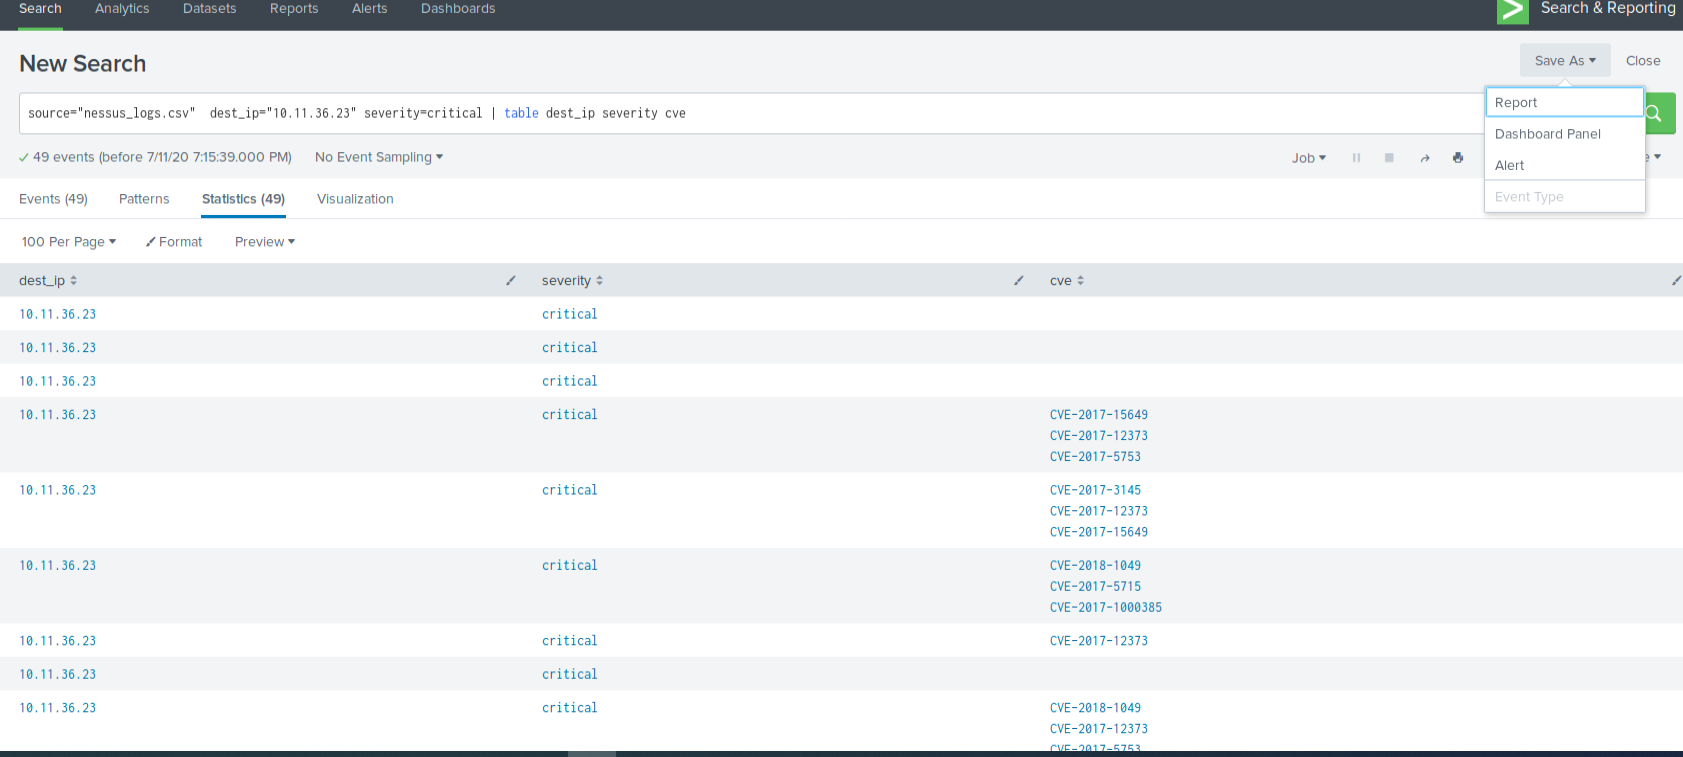 Search Analytics Datasets Reports Alerts Dashboards Search & Reporting
New Search
Save As Close
source="nessus_logs.csv"  dest_ip="10.11.36.23" severity=critical | table dest_ip severity cve
Report
Dashboard Panel
Alert
Event Type
49 events (before 7/11/20 7:15:39.000 PM) No Event Sampling Job e
Events (49) Patterns Statistics (49) Visualization
100 Per Page Format Preview
dest_ip severity cve
10.11.36.23 critical
10.11.36.23 critical
10.11.36.23 critical
10.11.36.23 critical CVE-2017-15649
CVE-2017-12373
CVE-2017-5753
10.11.36.23 critical CVE-2017-3145
CVE-2017-12373
CVE-2017-15649
10.11.36.23 critical CVE-2018-1049
CVE-2017-5715
CVE-2017-1000385
10.11.36.23 critical CVE-2017-12373
10.11.36.23 critical
10.11.36.23 critical CVE-2018-1049
CVE-2017-12373
CVE-2017-5753